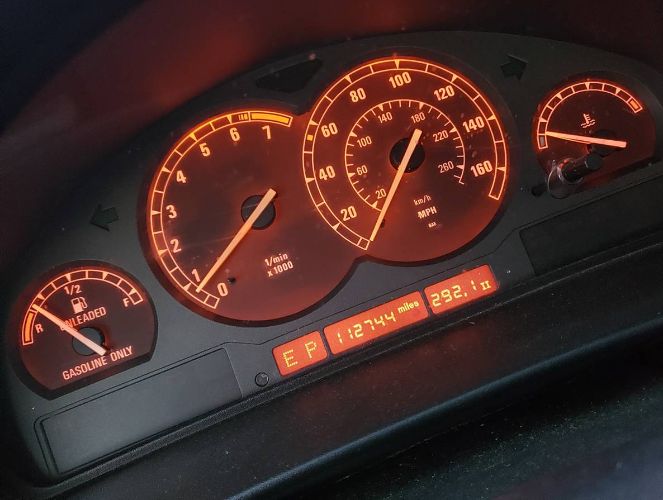 1/2
R F
UNLEADED
GASOLINE ONLY
0 1 2 3 4 5 6 7
1/min
x 1000
20 40 60 80 100 120 140 160
20 60 100 140 180 220 260
km/h
MPH
E P
112744 miles
292.1 II